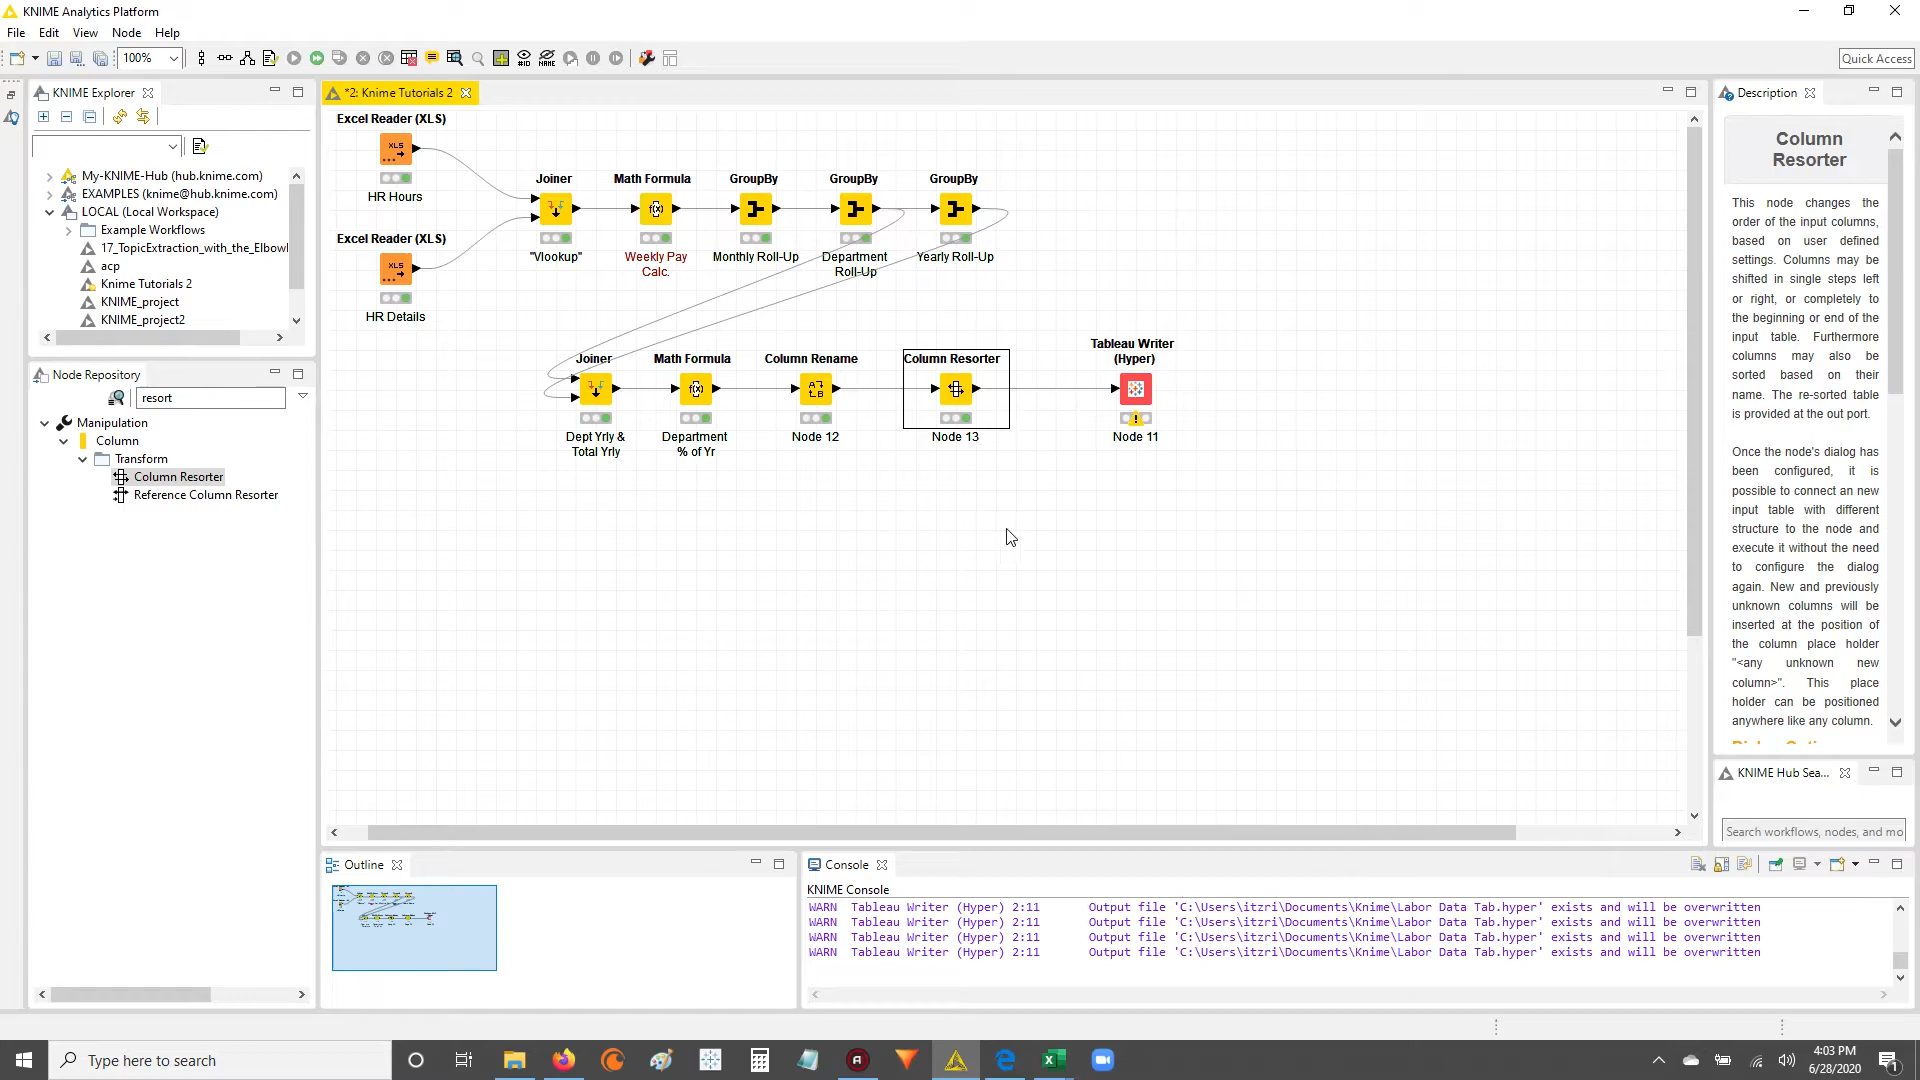 KNIME Analytics Platform
File Edit View Node Help
100%
Quick Access
KNIME Explorer
My-KNIME-Hub (hub.knime.com)
EXAMPLES (knime@hub.knime.com)
LOCAL (Local Workspace)
Example Workflows
17_TopicExtraction_with_the_Elbow
acp
Knime Tutorials 2
KNIME_project
KNIME_project2
Node Repository
resort
Manipulation
Column
Transform
Column Resorter
Reference Column Resorter
*2: Knime Tutorials 2
Excel Reader (XLS)
XLS
HR Hours
Excel Reader (XLS)
XLS
HR Details
Joiner
"Vlookup"
Math Formula
f(x)
Weekly Pay
Calc.
GroupBy
Monthly Roll-Up
GroupBy
Department
Roll-Up
GroupBy
Yearly Roll-Up
Joiner
Dept Yrly &
Total Yrly
Math Formula
f(x)
Department
% of Yr
Column Rename
Node 12
Column Resorter
Node 13
Tableau Writer
(Hyper)
Node 11
Description
Column
Resorter
This node changes the
order of the input columns,
based on user defined
settings. Columns may be
shifted in single steps left
or right, or completely to
the beginning or end of the
input table. Furthermore
columns may also be
sorted based on their
name. The re-sorted table
is provided at the out port.
Once the node's dialog has
been configured, it is
possible to connect an new
input table with different
structure to the node and
execute it without the need
to configure the dialog
again. New and previously
unknown columns will be
inserted at the position of
the column place holder
"<any unknown new
column>". This place
holder can be positioned
anywhere like any column.
KNIME Hub Sea...
Search workflows, nodes, and mo
Outline
Console
KNIME Console
WARN Tableau Writer (Hyper) 2:11 Output file 'C:\Users\itzri\Documents\Knime\Labor Data Tab.hyper' exists and will be overwritten
WARN Tableau Writer (Hyper) 2:11 Output file 'C:\Users\itzri\Documents\Knime\Labor Data Tab.hyper' exists and will be overwritten
WARN Tableau Writer (Hyper) 2:11 Output file 'C:\Users\itzri\Documents\Knime\Labor Data Tab.hyper' exists and will be overwritten
WARN Tableau Writer (Hyper) 2:11 Output file 'C:\Users\itzri\Documents\Knime\Labor Data Tab.hyper' exists and will be overwritten
Type here to search
4:03 PM
6/28/2020